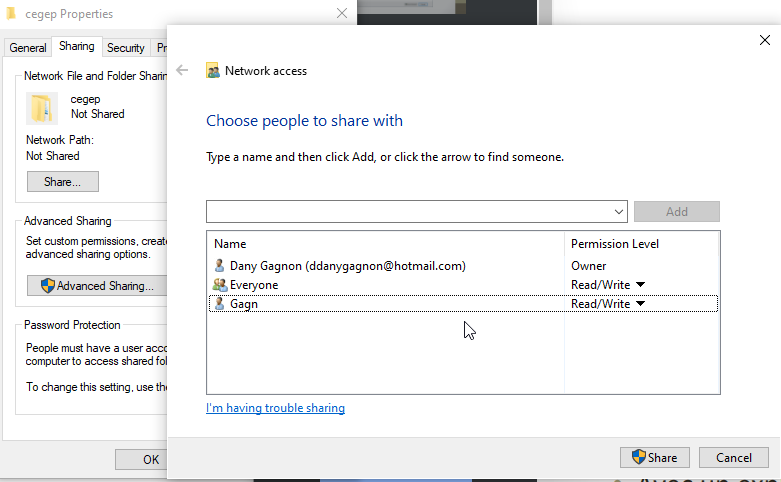 cegep Properties
General
Sharing
Security
Network File and Folder Sharin
cegep
Not Shared
Network Path:
Not Shared
Share...
Advanced Sharing
Set custom permissions, create
advanced sharing options.
Advanced Sharing...
Password Protection
People must have a user acco
computer to access shared fol
To change this setting, use the
OK
Network access
Choose people to share with
Type a name and then click Add, or click the arrow to find someone.
Add
Name Permission Level
Dany Gagnon (ddanygagnon@hotmail.com) Owner
Everyone Read/Write
Gagn Read/Write
I'm having trouble sharing
Share
Cancel